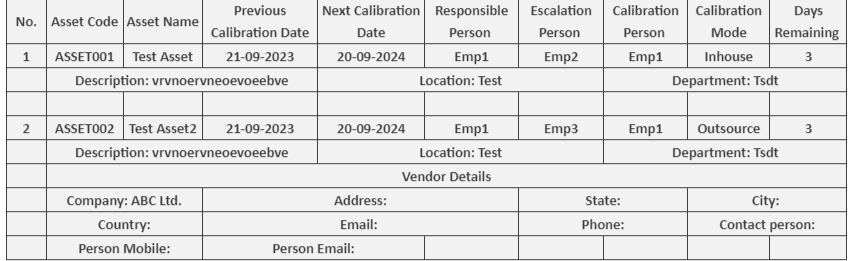 No. Asset Code Asset Name Previous Calibration Date Next Calibration Date Responsible Person Escalation Person Calibration Person Calibration Mode Days Remaining
1 ASSET001 Test Asset 21-09-2023 20-09-2024 Emp1 Emp2 Emp1 Inhouse 3
Description: vrvnoervneoevoeebve Location: Test Department: Tsdt
2 ASSET002 Test Asset2 21-09-2023 20-09-2024 Emp1 Emp3 Emp1 Outsource 3
Description: vrvnoervneoevoeebve Location: Test Department: Tsdt
Vendor Details
Company: ABC Ltd. Address: State: City:
Country: Email: Phone: Contact person:
Person Mobile: Person Email: